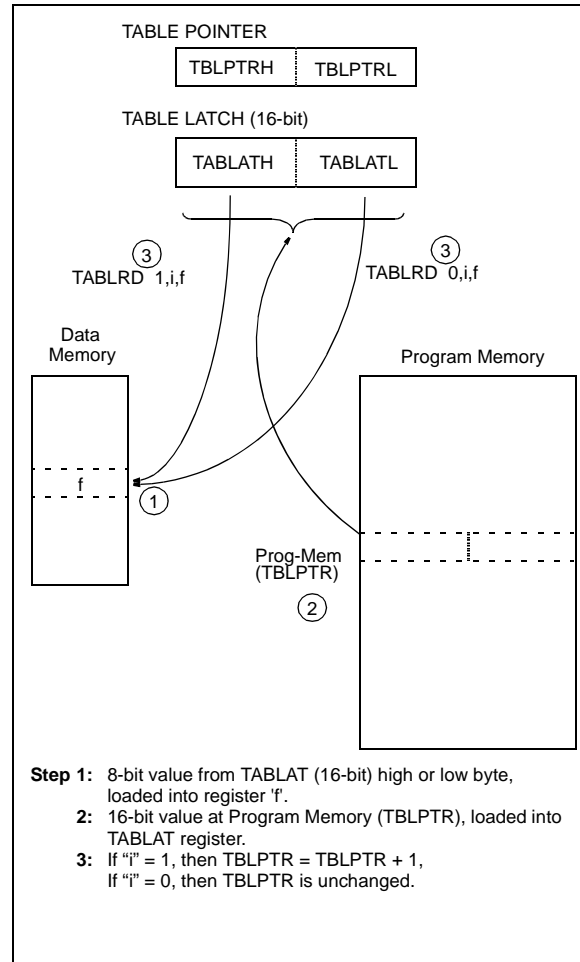 TABLE POINTER
TBLPTRH TBLPTRL
TABLE LATCH (16-bit)
TABLATH TABLATL
3
TABLRD 1,i,f
3
TABLRD 0,i,f
Data
Memory
Program Memory
f
1
Prog-Mem
(TBLPTR)
2
Step 1: 8-bit value from TABLAT (16-bit) high or low byte,
loaded into register 'f'.
2: 16-bit value at Program Memory (TBLPTR), loaded into
TABLAT register.
3: If “i” = 1, then TBLPTR = TBLPTR + 1,
If “i” = 0, then TBLPTR is unchanged.